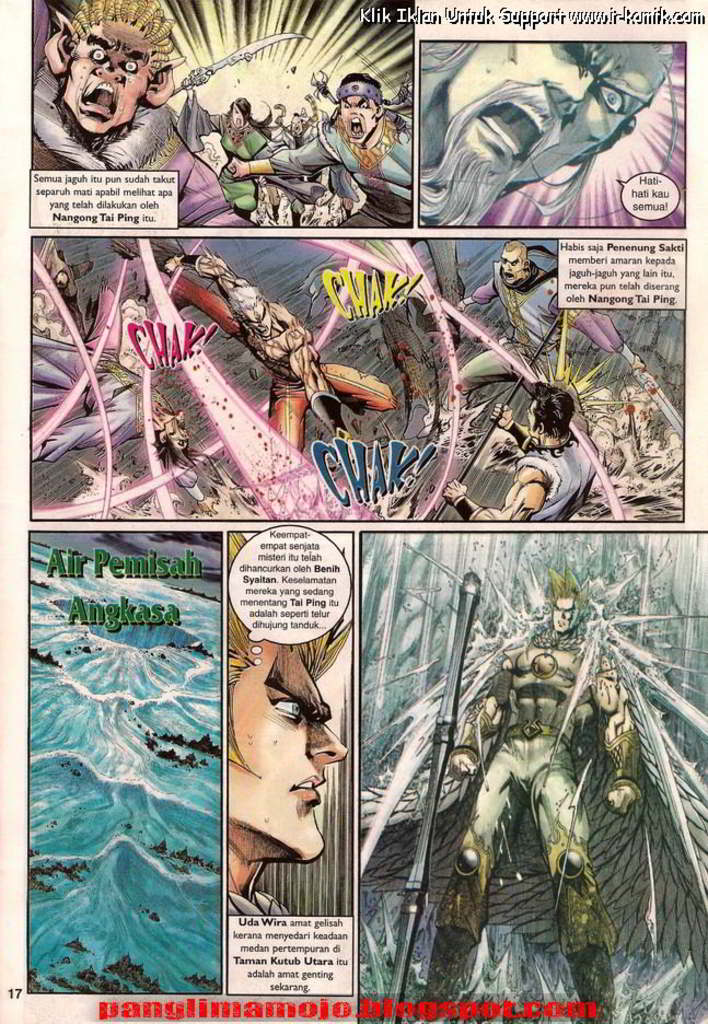 Klik Iklan Untuk Support www.ir-komik.com
Semua jaguh itu pun sudah takut
separuh mati apabil melihat apa
yang telah dilakukan oleh
Nangong Tai Ping itu.
Hati-
hati kau
semua!
Habis saja Penenung Sakti
memberi amaran kepada
jaguh-jaguh yang lain itu,
mereka pun telah diserang
oleh Nangong Tai Ping.
CHAK!
CHAK!
CHAK!
Air Pemisah
Angkasa
Keempat-
empat senjata
misteri itu telah
dihancurkan oleh Benih
Syaitan. Keselamatan
mereka yang sedang
menentang Tai Ping itu
adalah seperti telur
dihujung tanduk...
Uda Wira amat gelisah
kerana menyedari keadaan
medan pertempuran di
Taman Kutub Utara itu
adalah amat genting
sekarang.
17
panglimamojo.blogspot.com